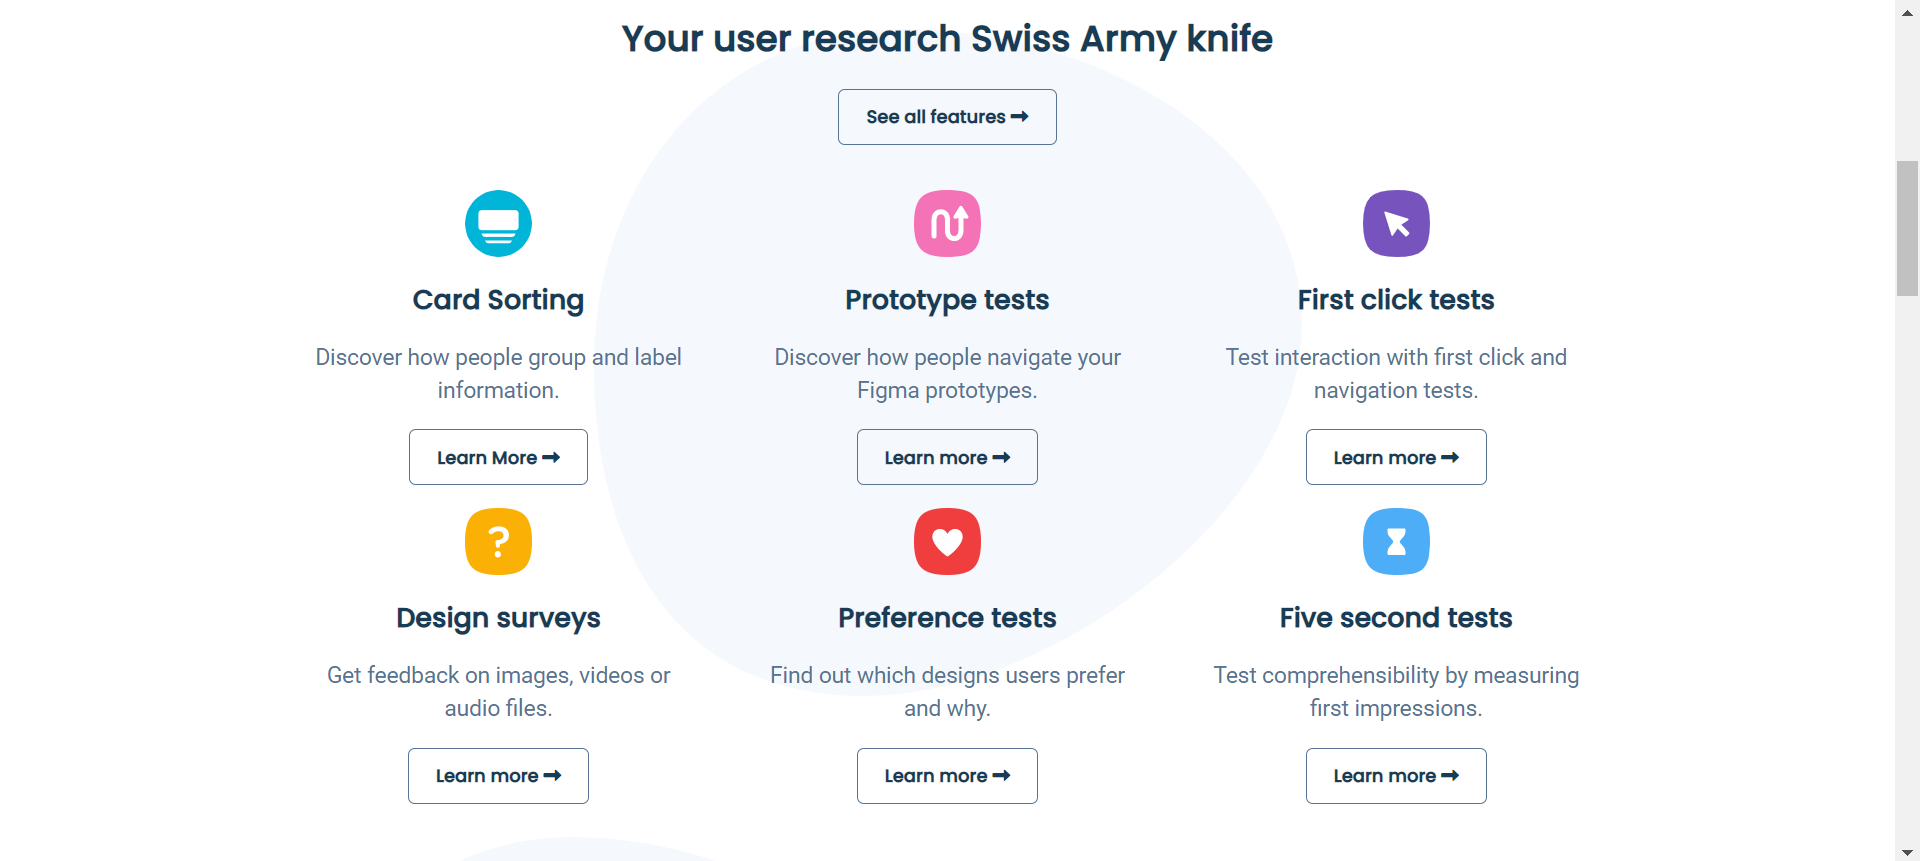 Your user research Swiss Army knife
See all features
Card Sorting
Discover how people group and label
information.
Learn More
Prototype tests
Discover how people navigate your
Figma prototypes.
Learn more
First click tests
Test interaction with first click and
navigation tests.
Learn more
Design surveys
Get feedback on images, videos or
audio files.
Learn more
Preference tests
Find out which designs users prefer
and why.
Learn more
Five second tests
Test comprehensibility by measuring
first impressions.
Learn more